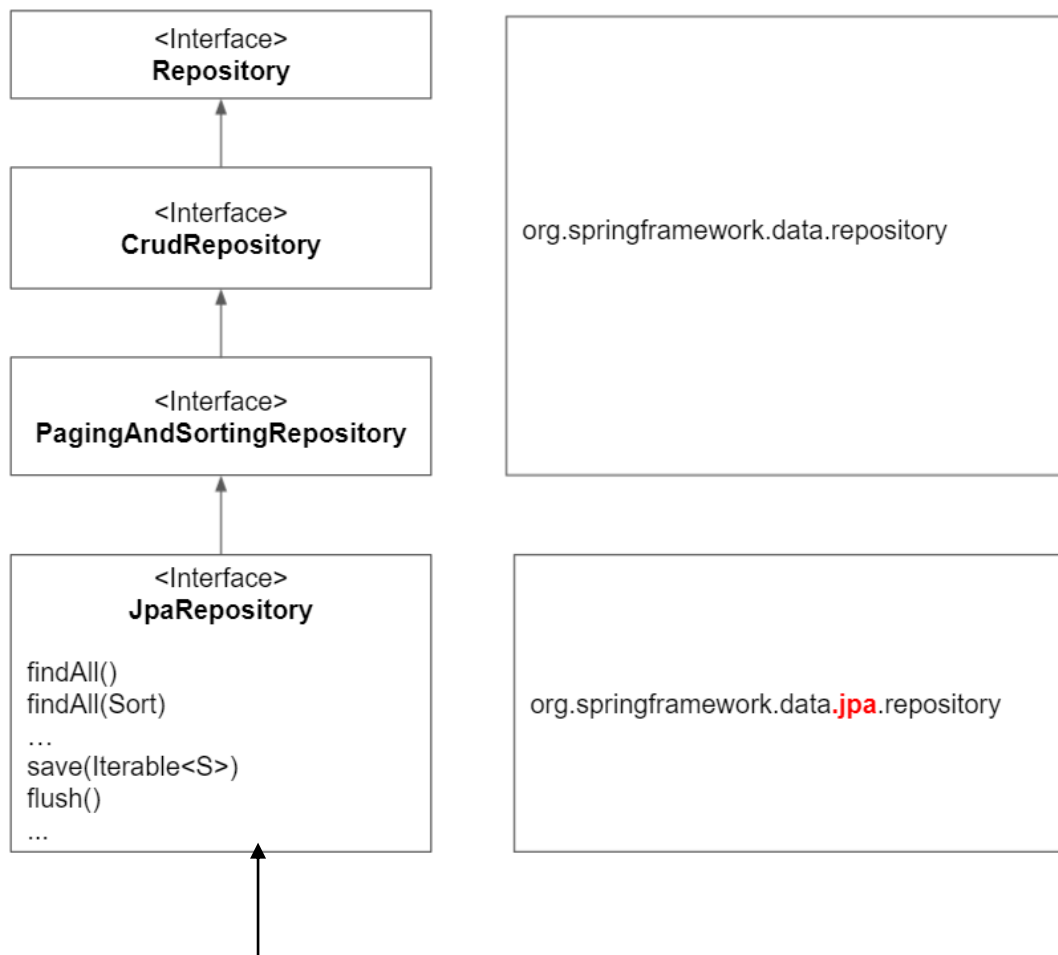 <Interface>
Repository
<Interface>
CrudRepository
<Interface>
PagingAndSortingRepository
<Interface>
JpaRepository
findAll()
findAll(Sort)
…
save(Iterable<S>)
flush()
...
org.springframework.data.repository
org.springframework.data.jpa.repository